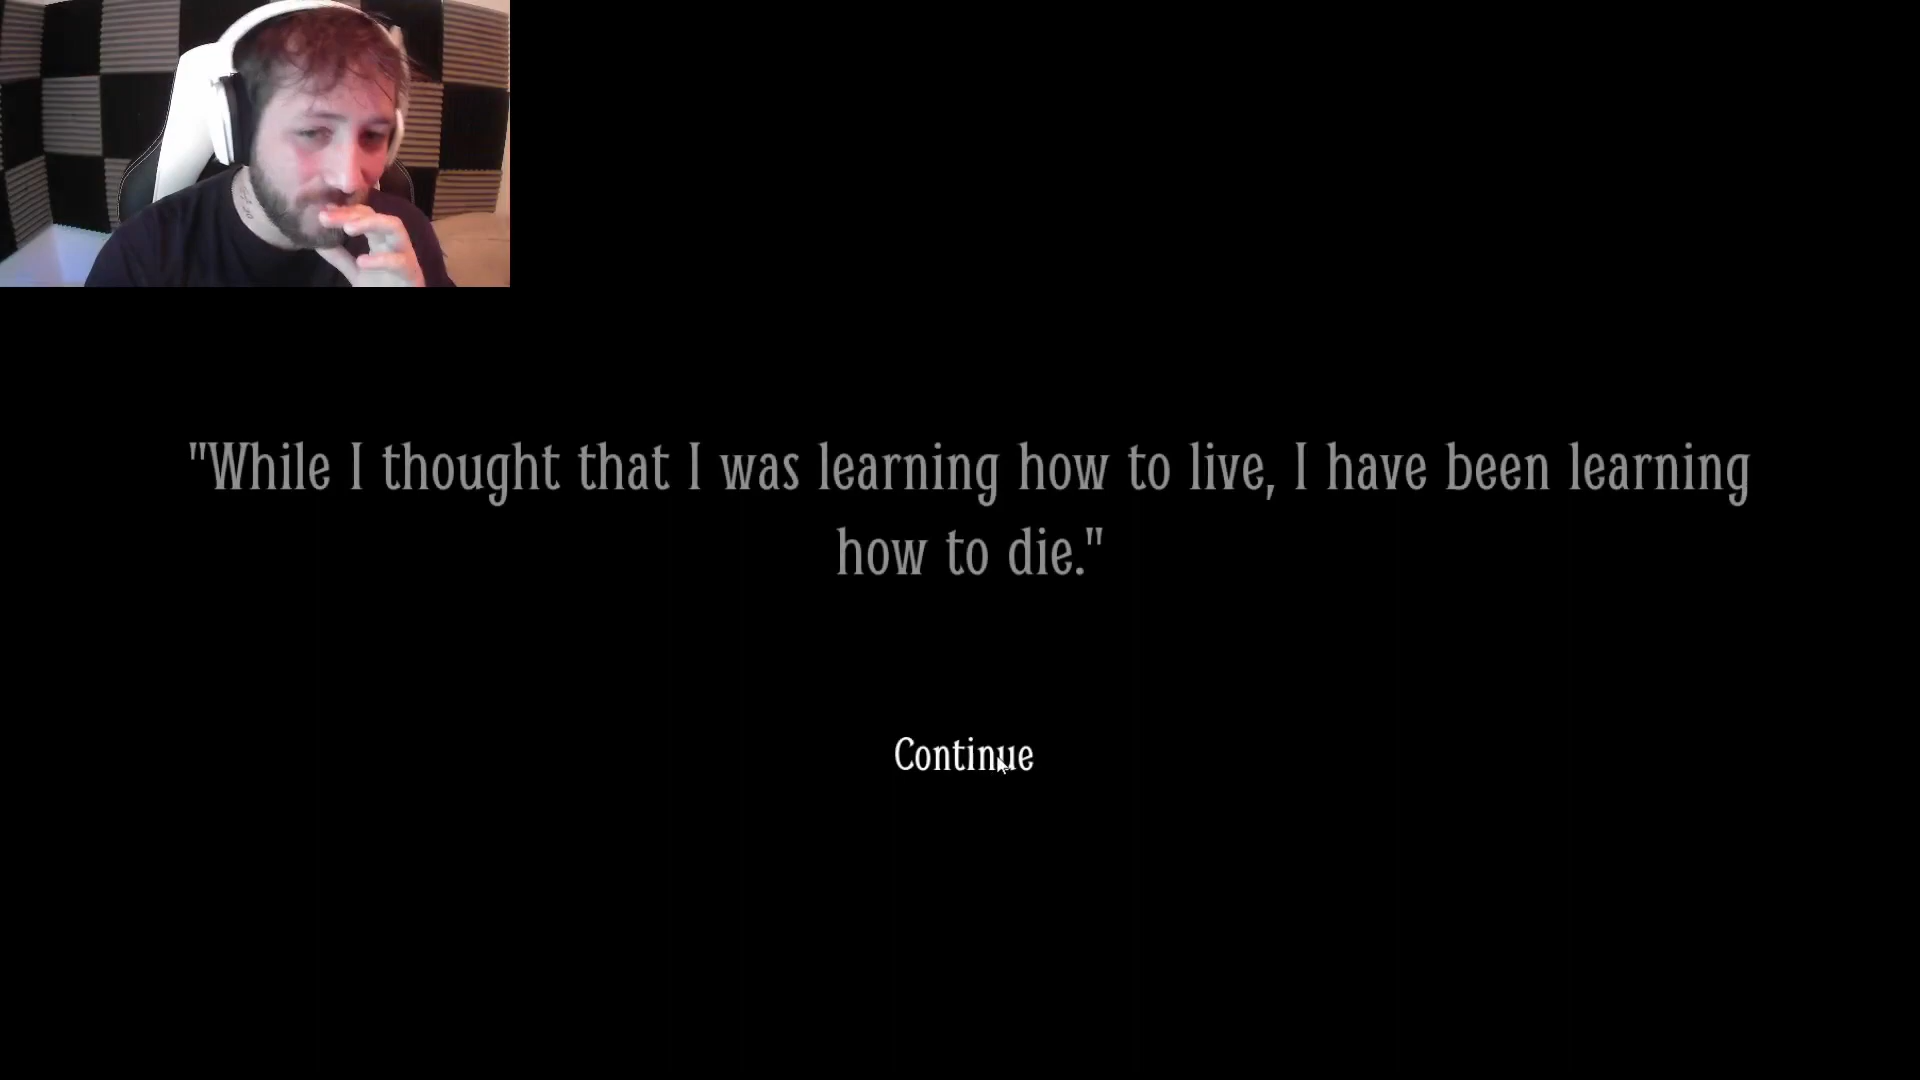 "While I thought that I was learning how to live, I have been learning
how to die."
Continue